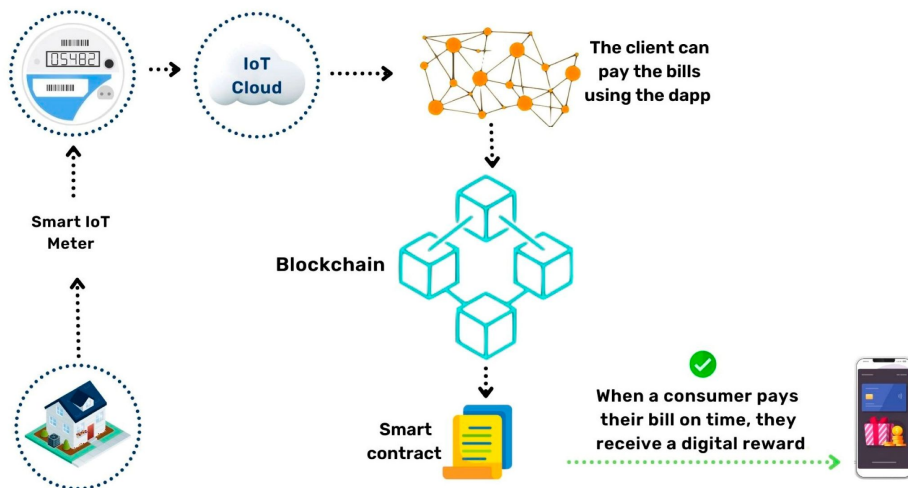 05482
IoT
Cloud
The client can
pay the bills
using the dapp
Smart IoT
Meter
Blockchain
When a consumer pays
their bill on time, they
receive a digital reward
Smart
contract